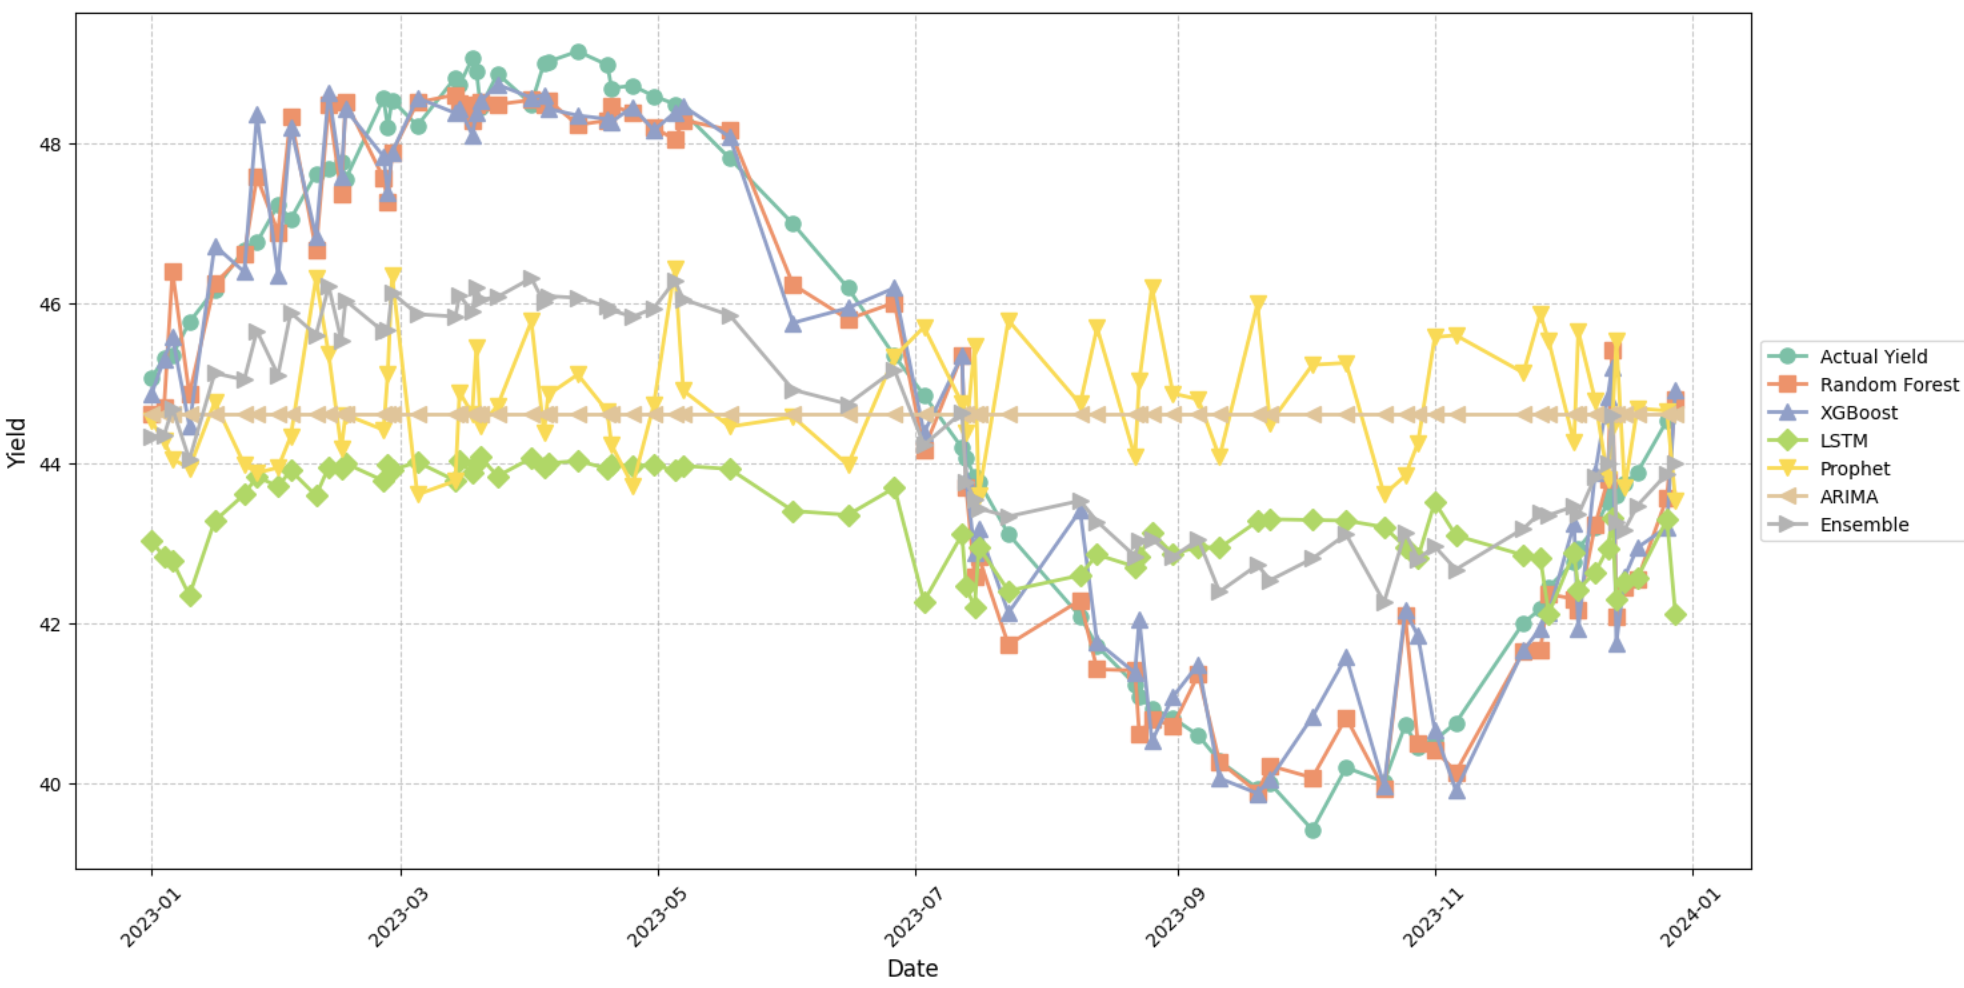 48
46
44
42
40
Yield
2023-01
2023-03
2023-05
2023-07
2023-09
2023-11
2024-01
Date
Actual Yield
Random Forest
XGBoost
LSTM
Prophet
ARIMA
Ensemble